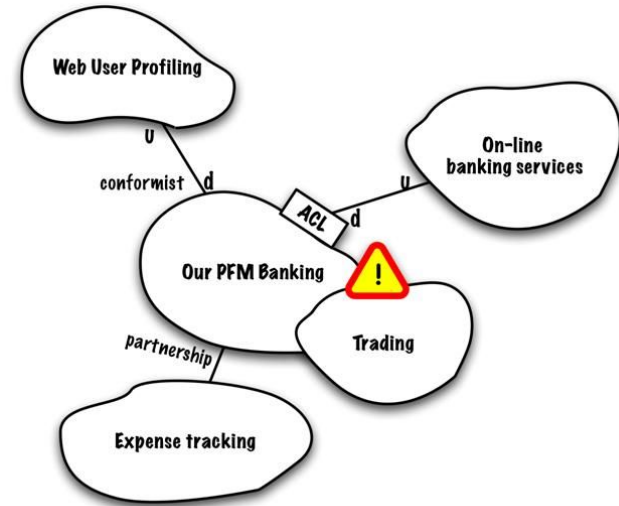 Web User Profiling
u
On-line
banking services
u
conformist
d
ACL
d
Our PFM Banking
!
Trading
partnership
Expense tracking